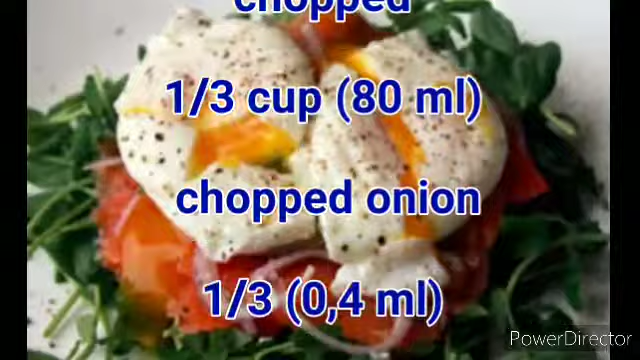 chopped
1/3 cup (80 ml)
chopped onion
1/3 (0,4 ml)
PowerDirector